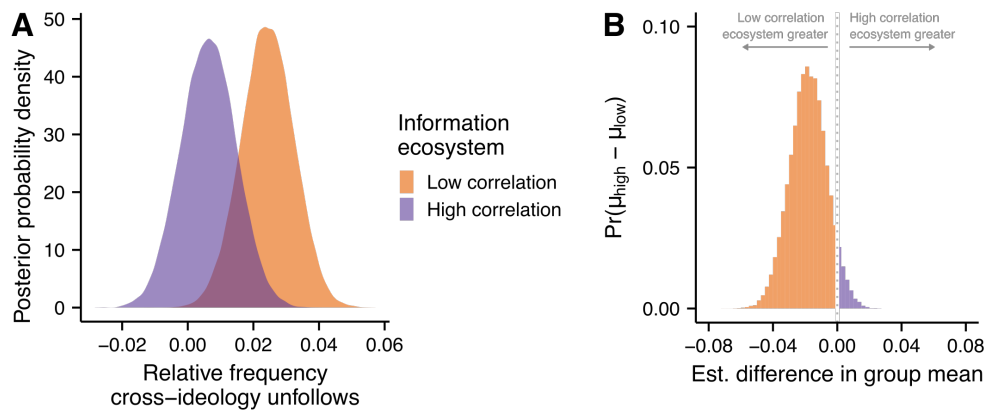 A
50
40
30
20
10
0
Posterior probability density
−0.02 0.00 0.02 0.04 0.06
Relative frequency
cross−ideology unfollows
Information
ecosystem
Low correlation
High correlation
B
Low correlation
ecosystem greater
High correlation
ecosystem greater
0.10
0.05
0.00
Pr(μhigh − μlow)
−0.08 −0.04 0.00 0.04 0.08
Est. difference in group mean